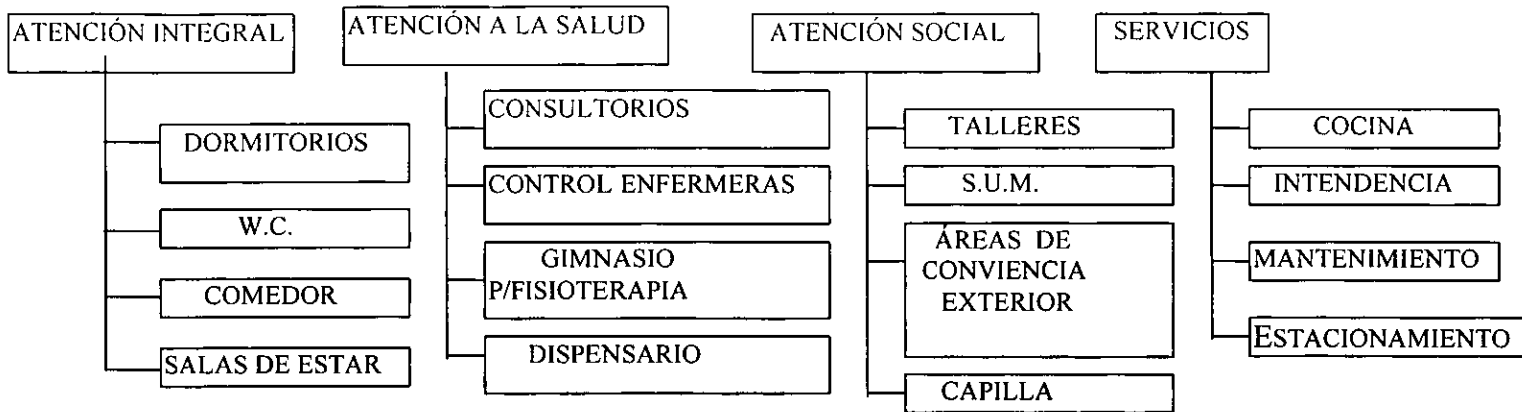 ATENCIÓN INTEGRAL
DORMITORIOS
W.C.
COMEDOR
SALAS DE ESTAR
ATENCIÓN A LA SALUD
CONSULTORIOS
CONTROL ENFERMERAS
GIMNASIO
P/FISIOTERAPIA
DISPENSARIO
ATENCIÓN SOCIAL
TALLERES
S.U.M.
ÁREAS DE
CONVIENCIA
EXTERIOR
CAPILLA
SERVICIOS
COCINA
INTENDENCIA
MANTENIMIENTO
ESTACIONAMIENTO